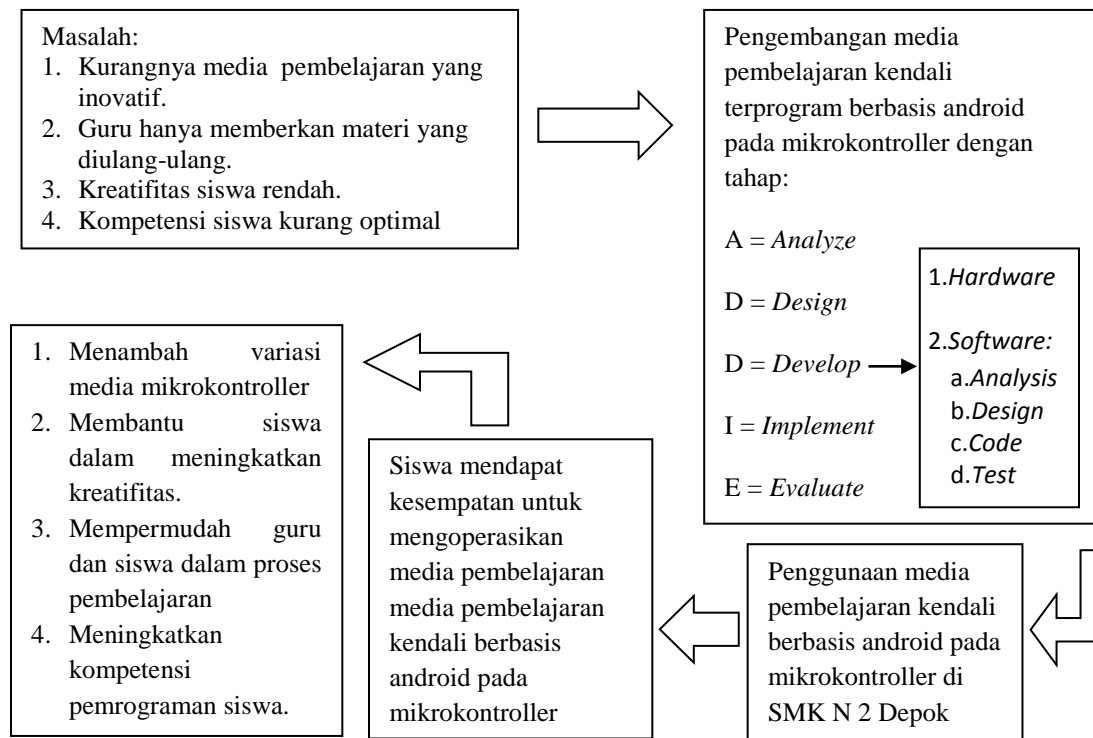 Masalah:
1. Kurangnya media pembelajaran yang
inovatif.
2. Guru hanya memberkan materi yang
diulang-ulang.
3. Kreatifitas siswa rendah.
4. Kompetensi siswa kurang optimal
Pengembangan media
pembelajaran kendali
terprogram berbasis android
pada mikrokontroller dengan
tahap:
A = Analyze
D = Design
D = Develop
I = Implement
E = Evaluate
1.Hardware
2.Software:
a.Analysis
b.Design
c.Code
d.Test
Penggunaan media
pembelajaran kendali
berbasis android pada
mikrokontroller di
SMK N 2 Depok
Siswa mendapat
kesempatan untuk
mengoperasikan
media pembelajaran
media pembelajaran
kendali berbasis
android pada
mikrokontroller
1. Menambah variasi
media mikrokontroller
2. Membantu siswa
dalam meningkatkan
kreatifitas.
3. Mempermudah guru
dan siswa dalam proses
pembelajaran
4. Meningkatkan
kompetensi
pemrograman siswa.